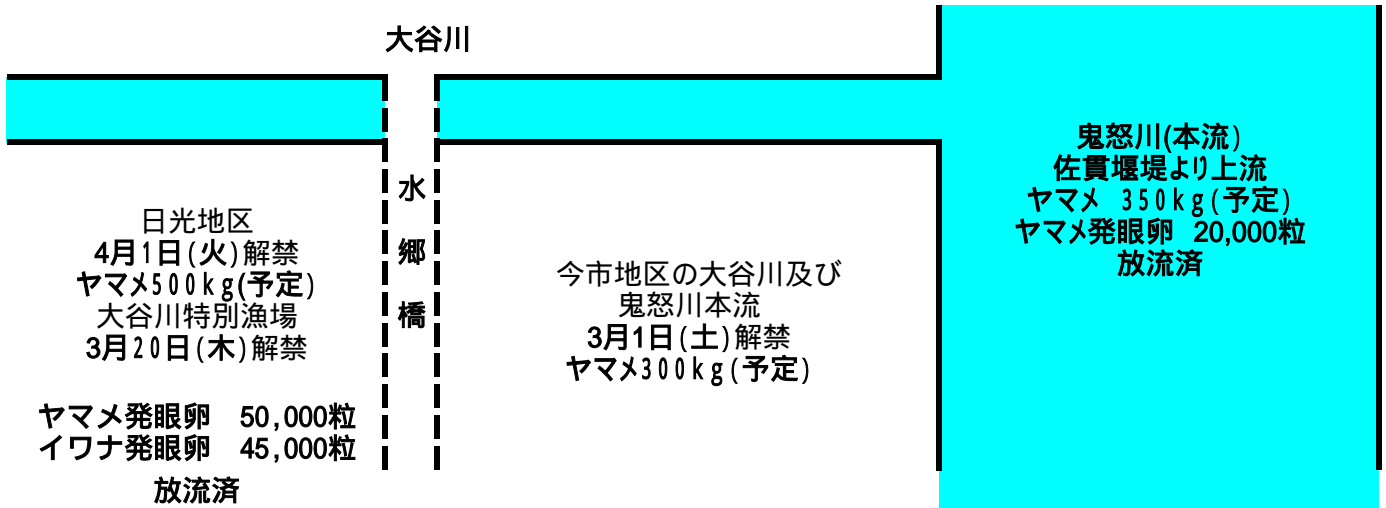 大谷川
日光地区
4月1日(火)解禁
ヤマメ500kg(予定)
大谷川特別漁場
3月20日(木)解禁
ヤマメ発眼卵　50,000粒
イワナ発眼卵　45,000粒
放流済
水郷橋
今市地区の大谷川及び
鬼怒川本流
3月1日(土)解禁
ヤマメ300kg(予定)
鬼怒川(本流)
佐貫堰堤より上流
ヤマメ　350kg(予定)
ヤマメ発眼卵　20,000粒
放流済